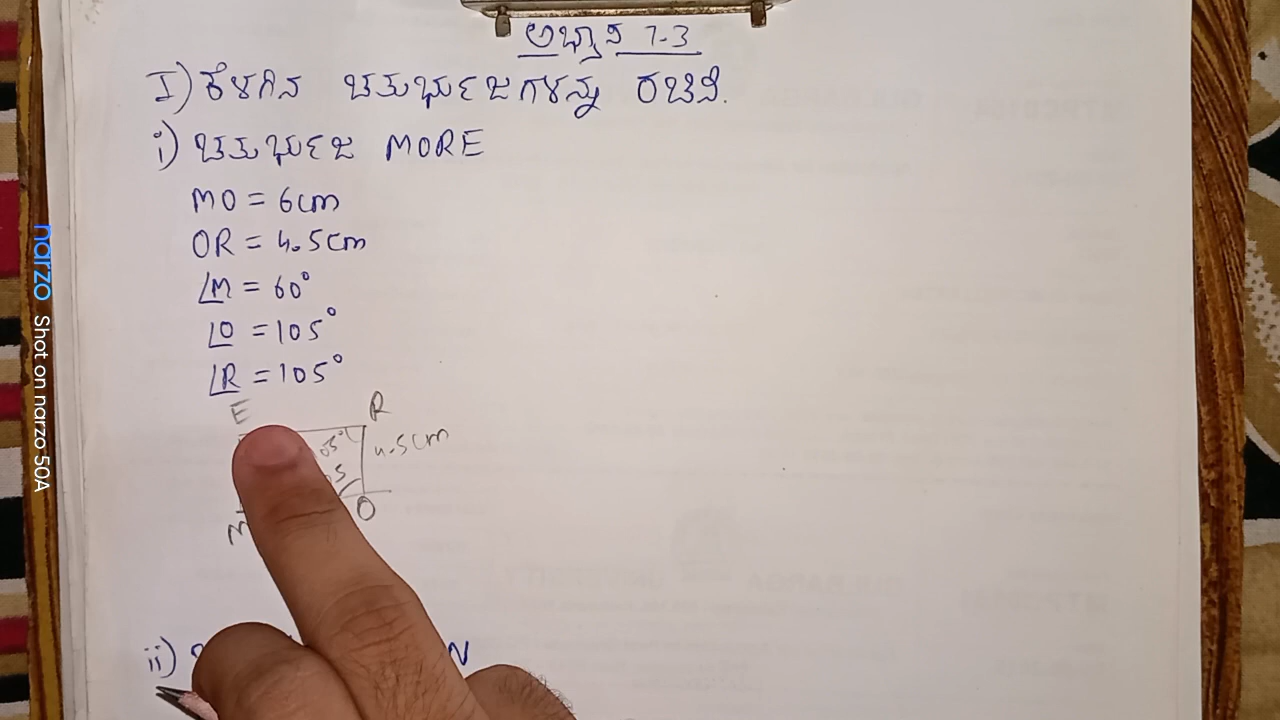 ಅಭ್ಯಾಸ 7.3
I) ಕೆಳಗಿನ ಚತುರ್ಭುಜಗಳನ್ನು ರಚಿಸಿ.
i) ಚತುರ್ಭುಜ MORE
MO = 6cm
OR = 4.5cm
∠M = 60°
∠O = 105°
∠R = 105°
E R
4.5cm
M O
ii)
narzo Shot on narzo 50A